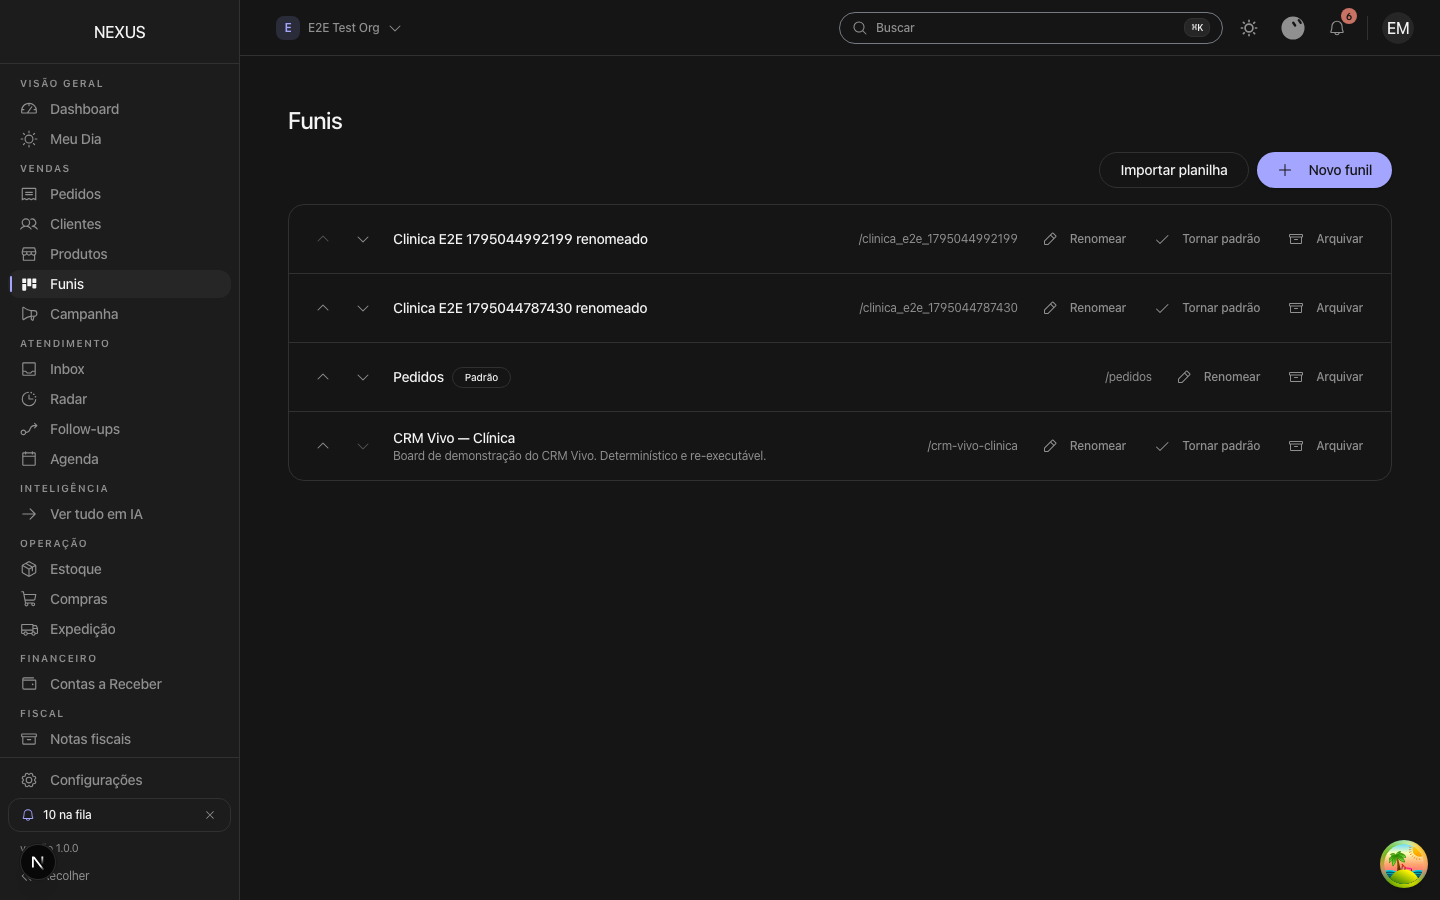 NEXUS
E
E2E Test Org
Buscar
⌘K
6
EM
VISÃO GERAL
Dashboard
Meu Dia
VENDAS
Pedidos
Clientes
Produtos
Funis
Campanha
ATENDIMENTO
Inbox
Radar
Follow-ups
Agenda
INTELIGÊNCIA
Ver tudo em IA
OPERAÇÃO
Estoque
Compras
Expedição
FINANCEIRO
Contas a Receber
FISCAL
Notas fiscais
Configurações
10 na fila
1.0.0
N
Funis
Importar planilha
Novo funil
Clinica E2E 1795044992199 renomeado /clinica_e2e_1795044992199 Renomear Tornar padrão Arquivar
Clinica E2E 1795044787430 renomeado /clinica_e2e_1795044787430 Renomear Tornar padrão Arquivar
Pedidos Padrão /pedidos Renomear Arquivar
CRM Vivo — Clínica /crm-vivo-clinica Renomear Tornar padrão Arquivar
Board de demonstração do CRM Vivo. Determinístico e re-executável.